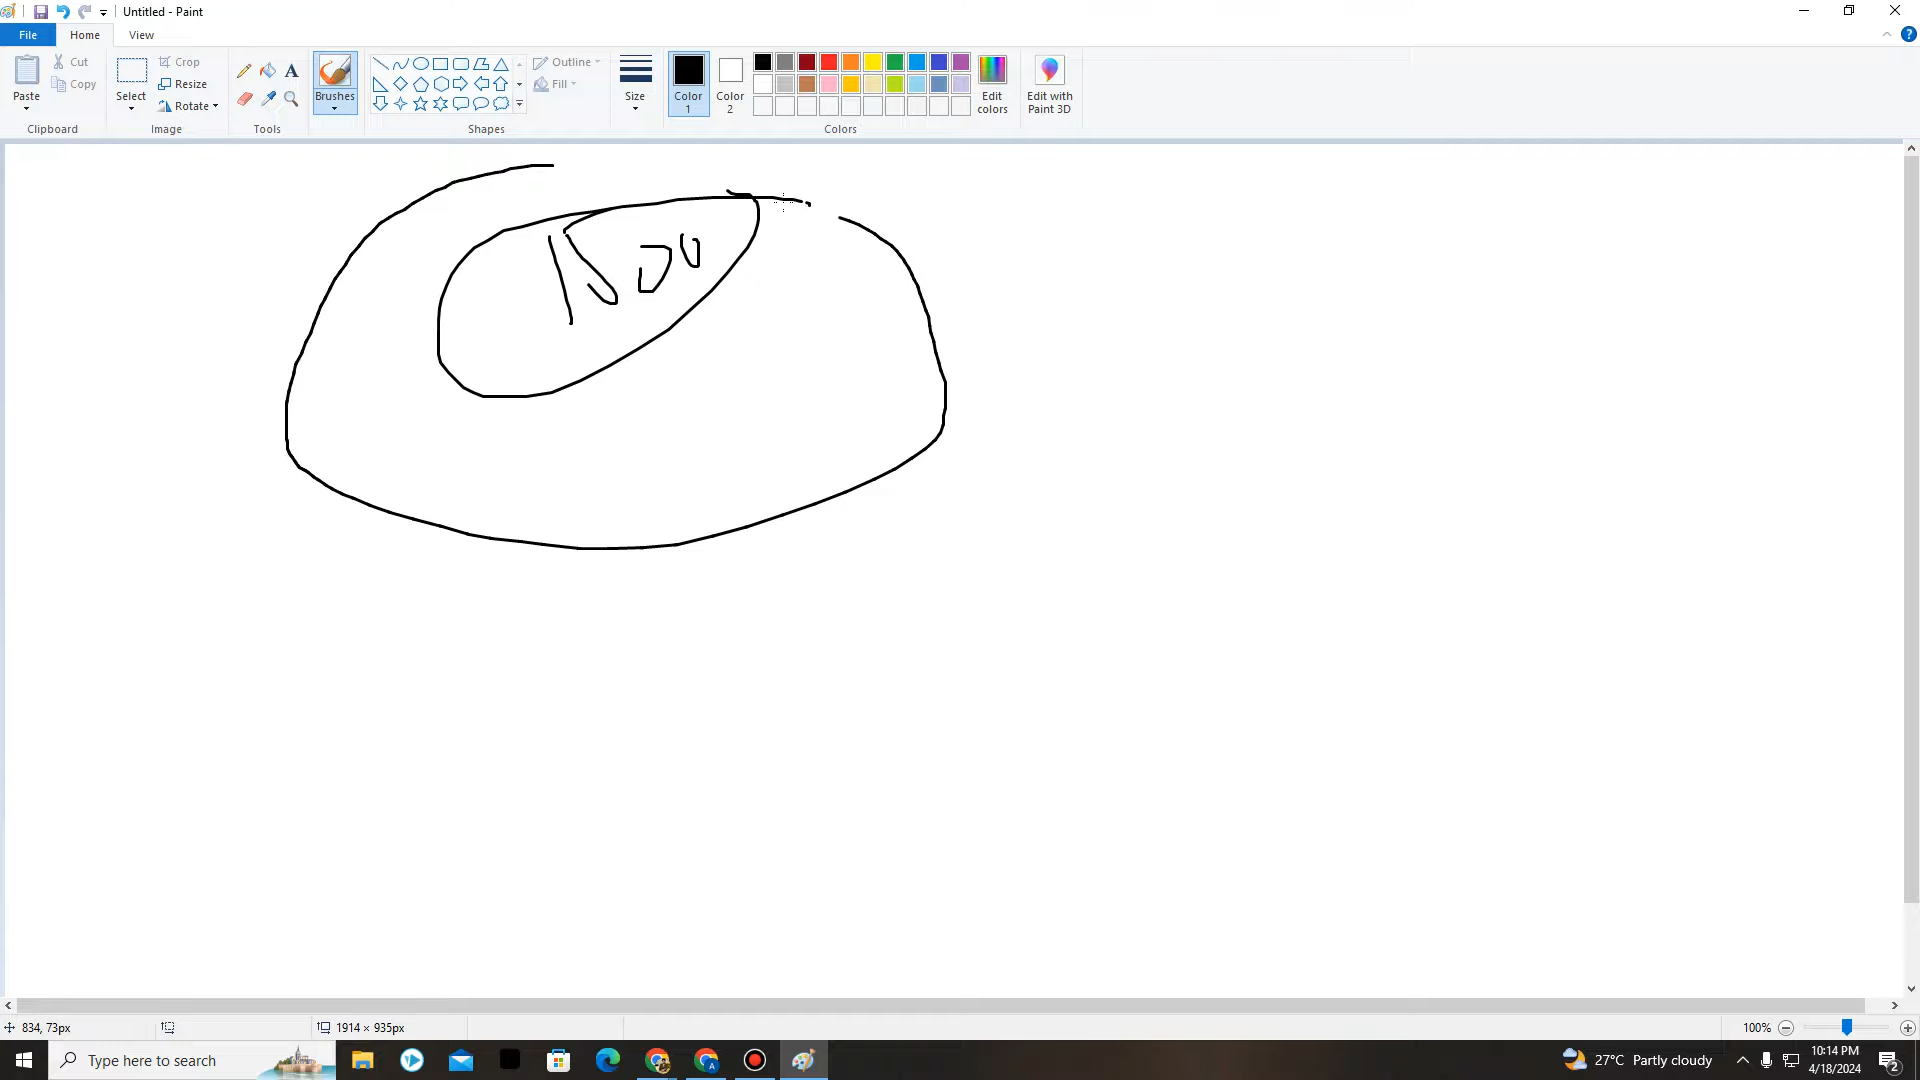 Untitled - Paint
File Home View
Paste
Cut
Copy
Clipboard
Select
Crop
Resize
Rotate
Image
Tools
Brushes
Shapes
Outline
Fill
Size
Color 1
Color 2
Colors
Edit colors
Edit with Paint 3D
1500
834, 73px
1914 × 935px
100%
Type here to search
27°C Partly cloudy
10:14 PM
4/18/2024
2